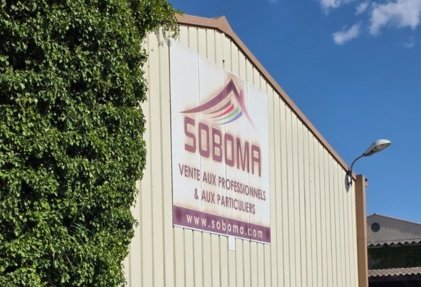 SOBOMA
VENTE AUX PROFESSIONNELS
& AUX PARTICULIERS
www.soboma.com